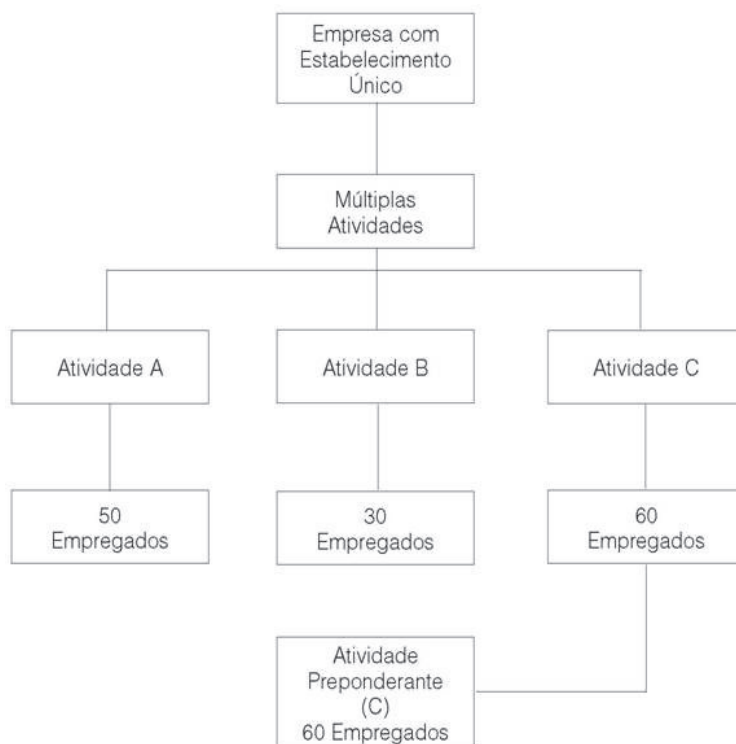 Empresa com
Estabelecimento
Único
Múltiplas
Atividades
Atividade A
Atividade B
Atividade C
50
Empregados
30
Empregados
60
Empregados
Atividade
Preponderante
(C)
60 Empregados